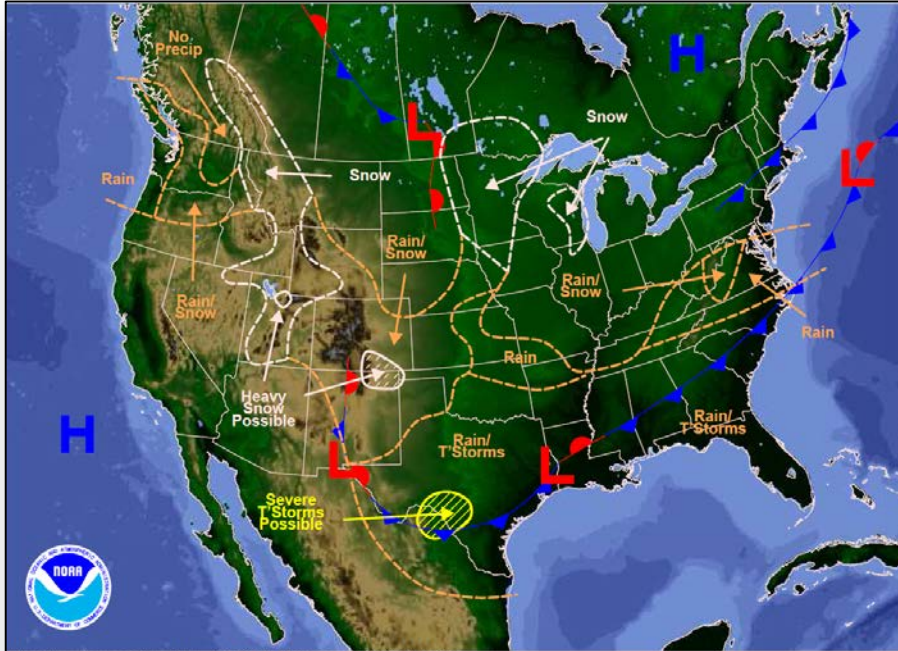 No
Precip
H
L
Snow
L
Rain
Snow
Rain/
Snow
Rain/
Snow
Rain/
Snow
Rain
Rain
Heavy
Snow
Possible
H
Rain/
T'Storms
Rain/
T'Storms
L
L
Severe
T'Storms
Possible
NOAA